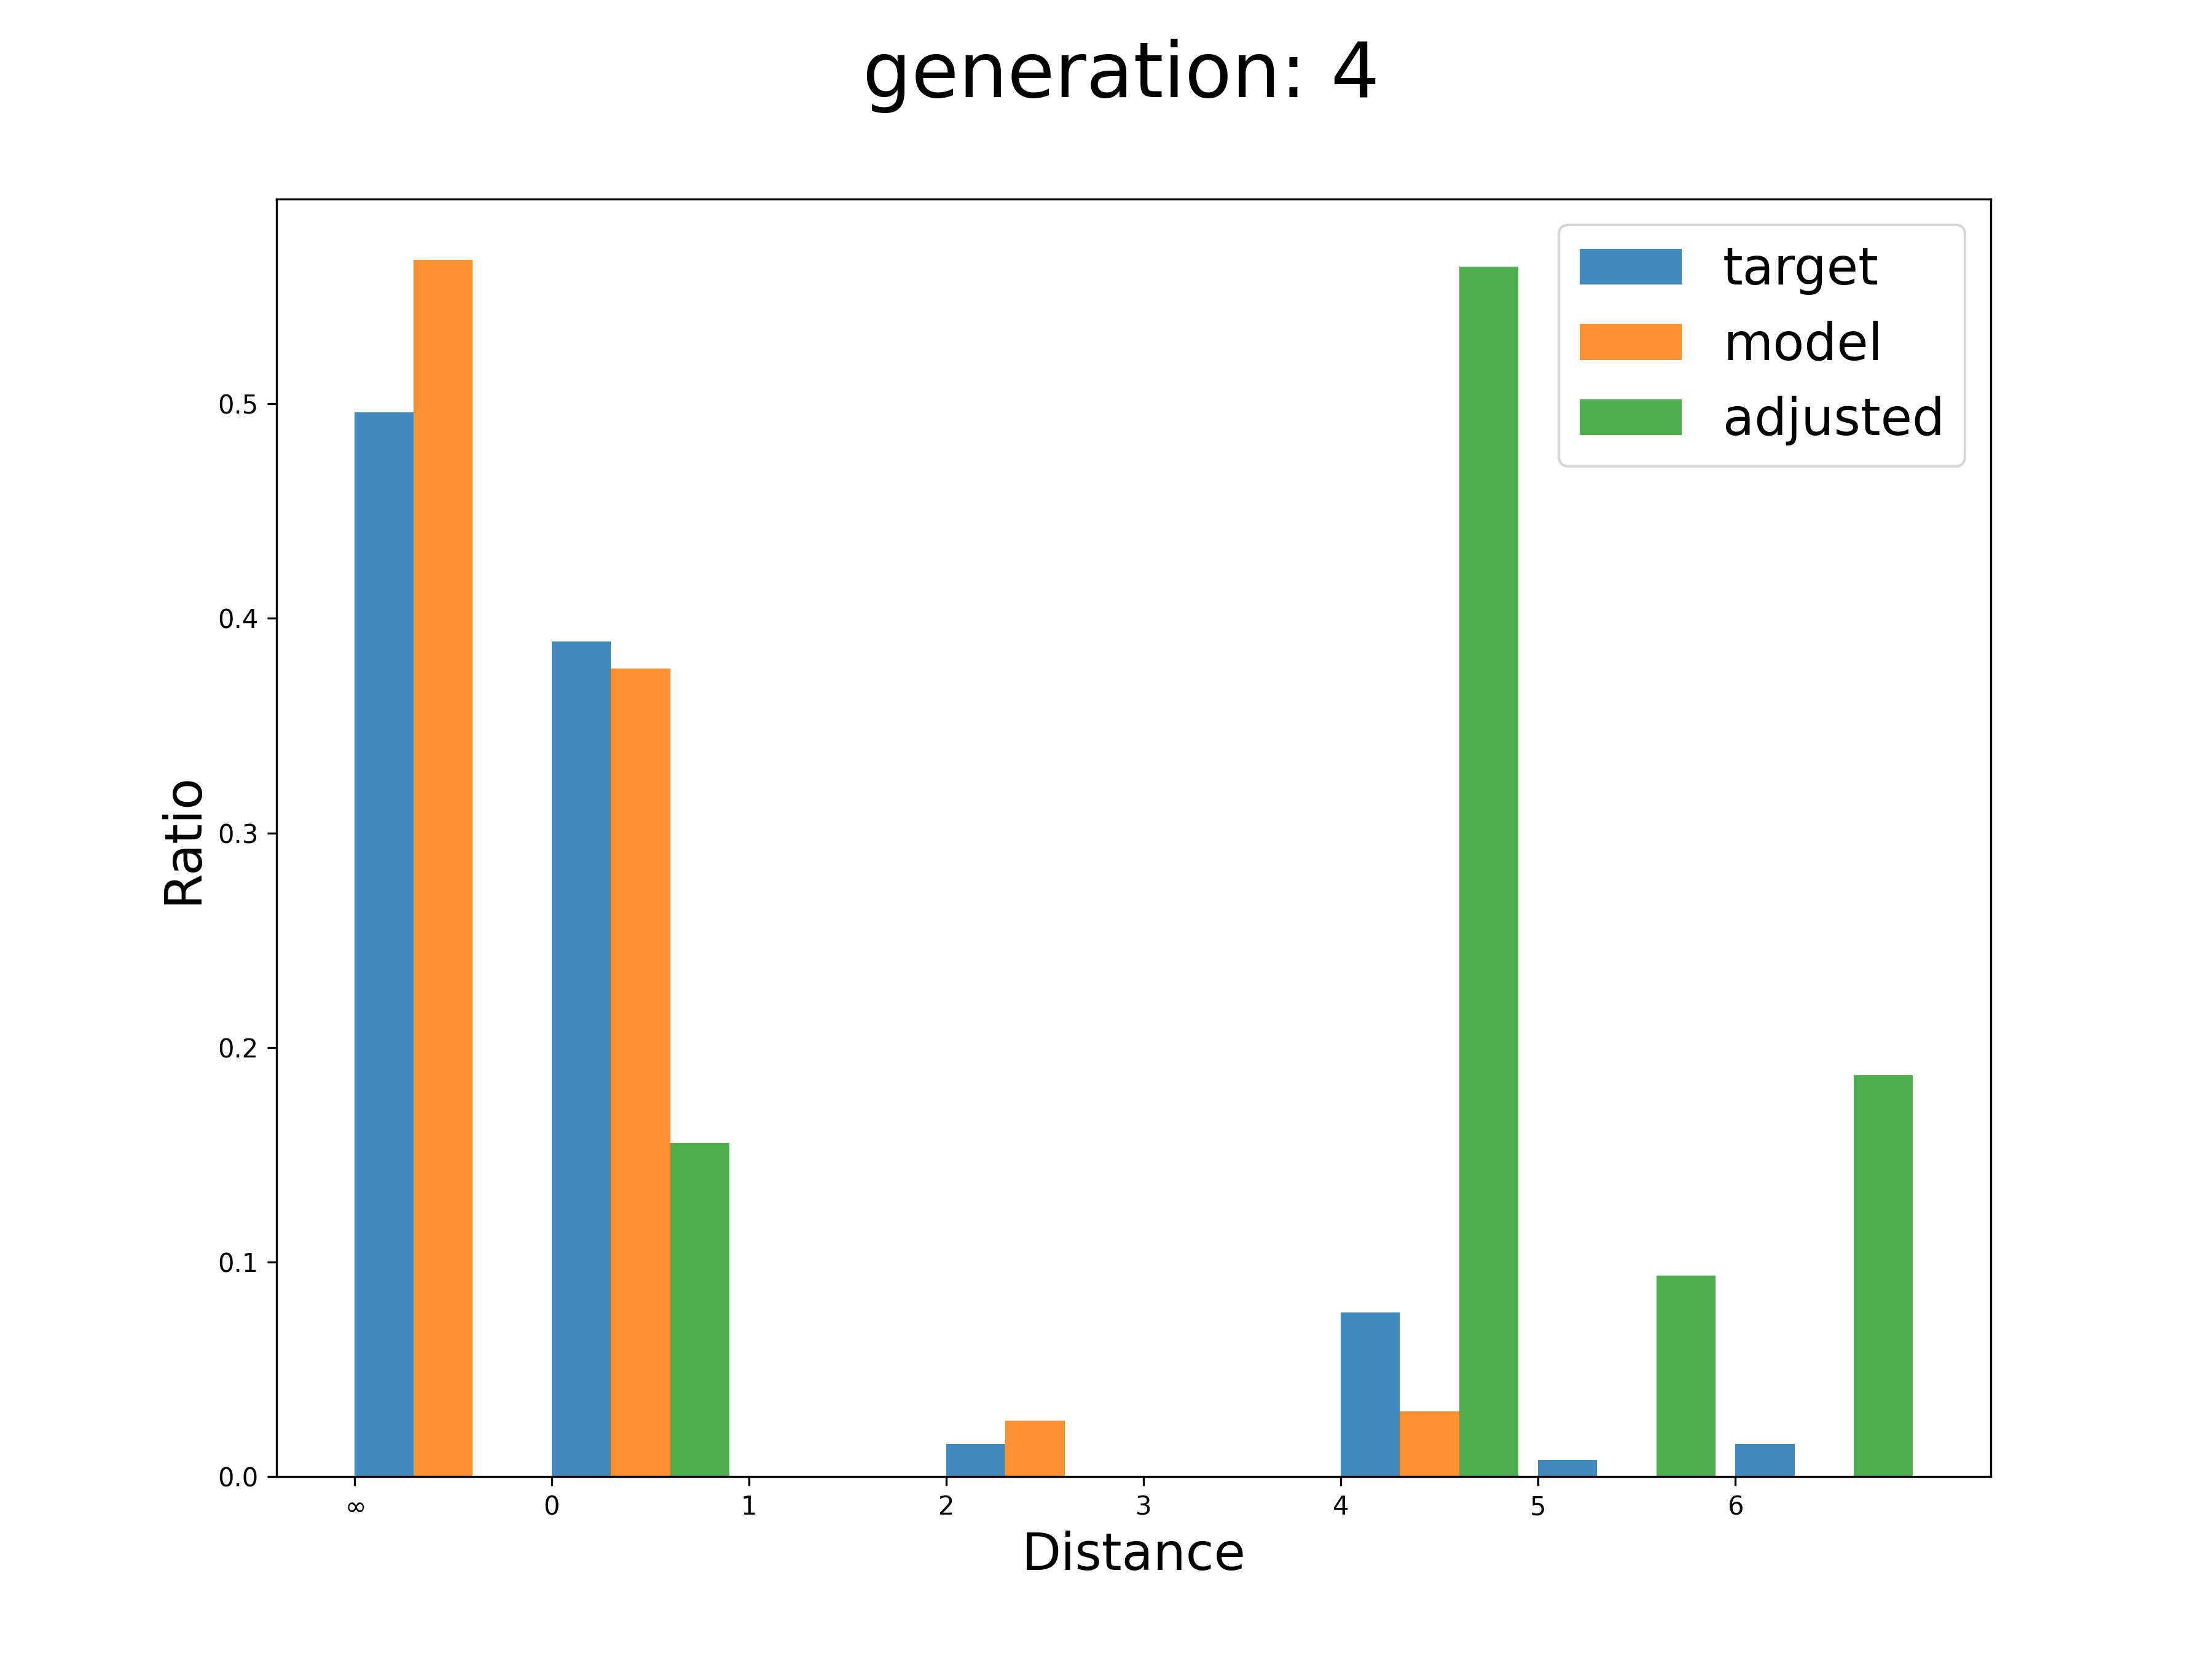 generation: 4
target
model
adjusted
Ratio
0.5
0.4
0.3
0.2
0.1
0.0
∞ 0 1 2 3 4 5 6
Distance